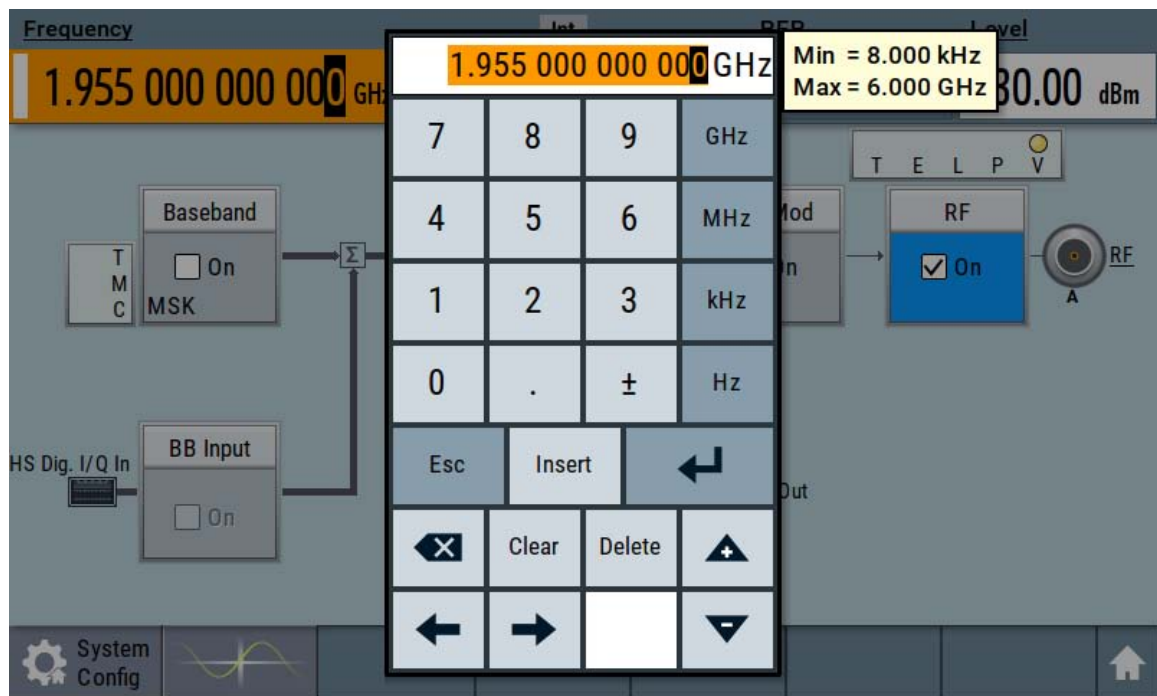 Frequency
Int
RFR
Level
1.955 000 000 000 GHz
1.955 000 000 000 GHz
Min = 8.000 kHz
Max = 6.000 GHz
30.00 dBm
7 8 9 GHz
T E L P V
4 5 6 MHz
Baseband
On
T
M
C
MSK
Σ
Mod
RF
On
RF
A
1 2 3 kHz
0 . ± Hz
Esc Insert
HS Dig. I/Q In
BB Input
On
Out
Clear Delete
System
Config